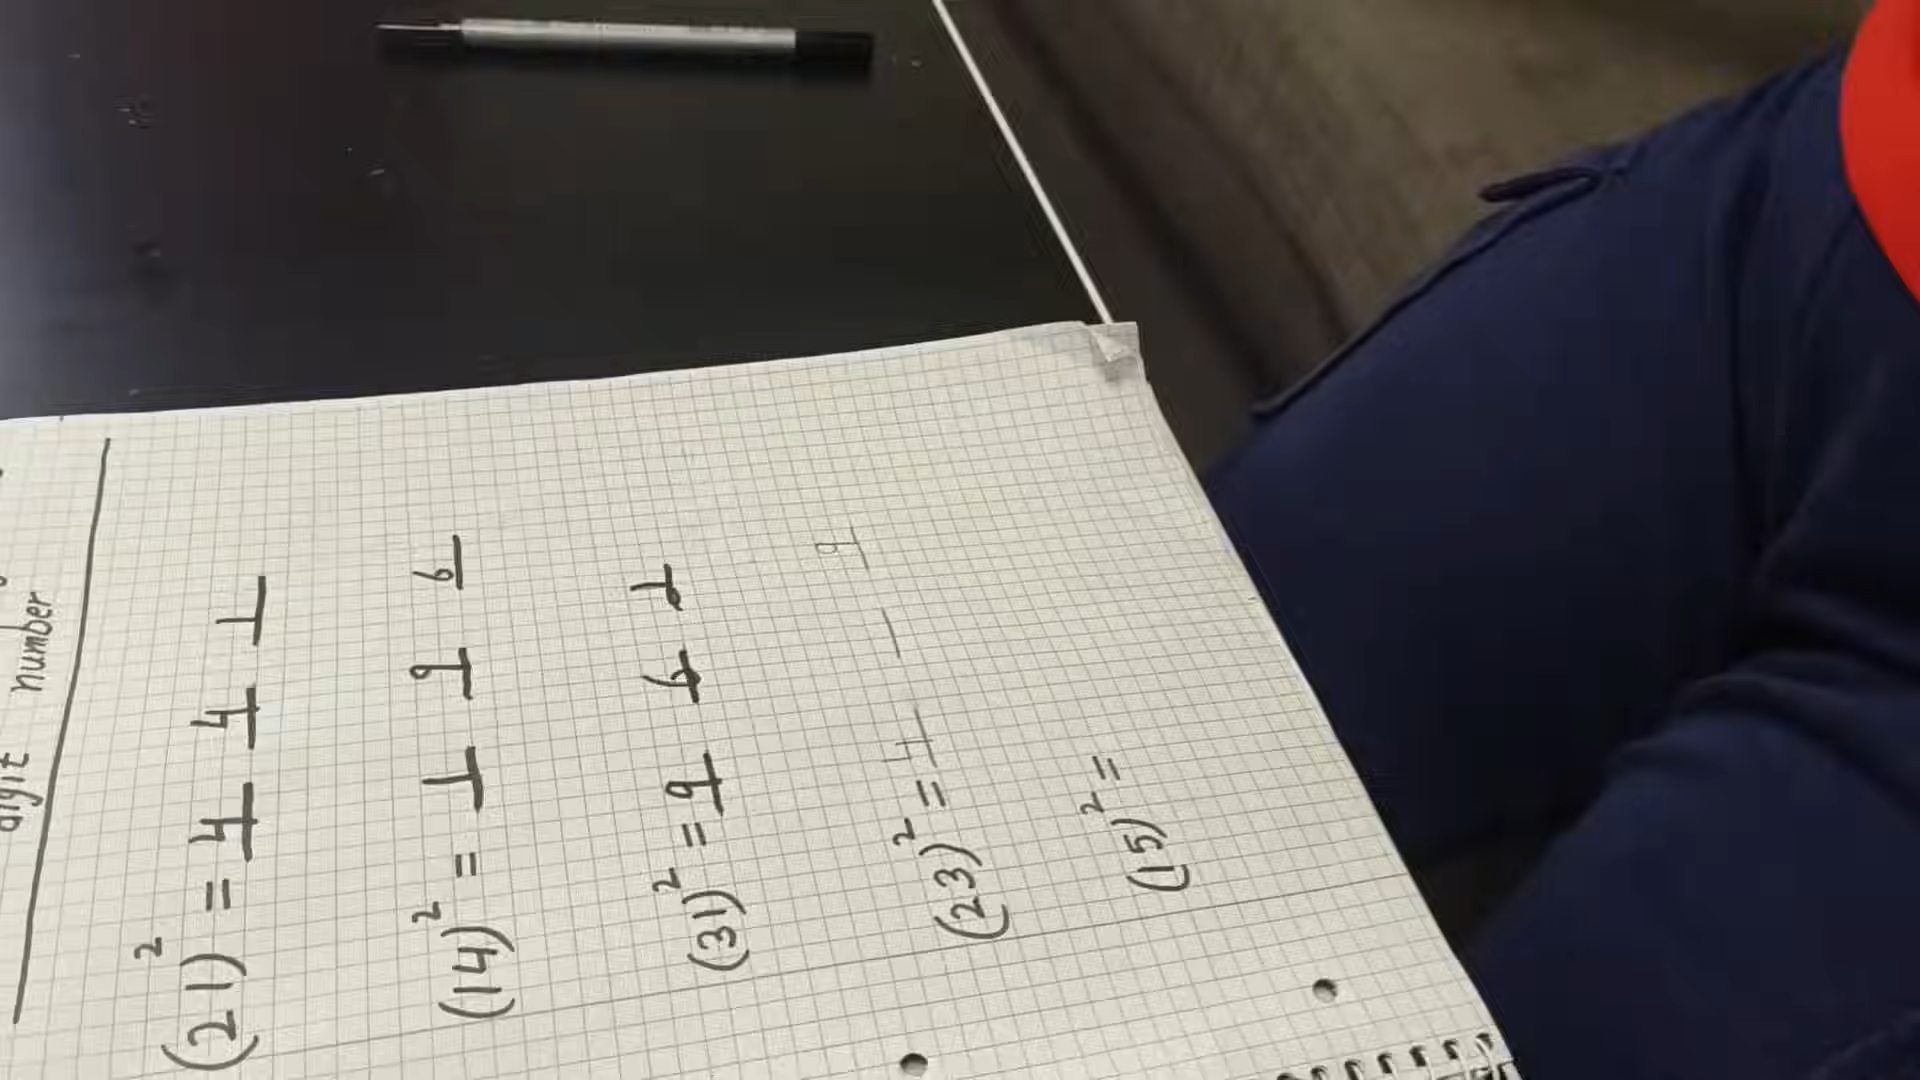 digit number
(21)² = 4 4 1
(14)² = 1 9 6
(31)² = 9 6 1
(23)² = 4 _ 9
(15)² =